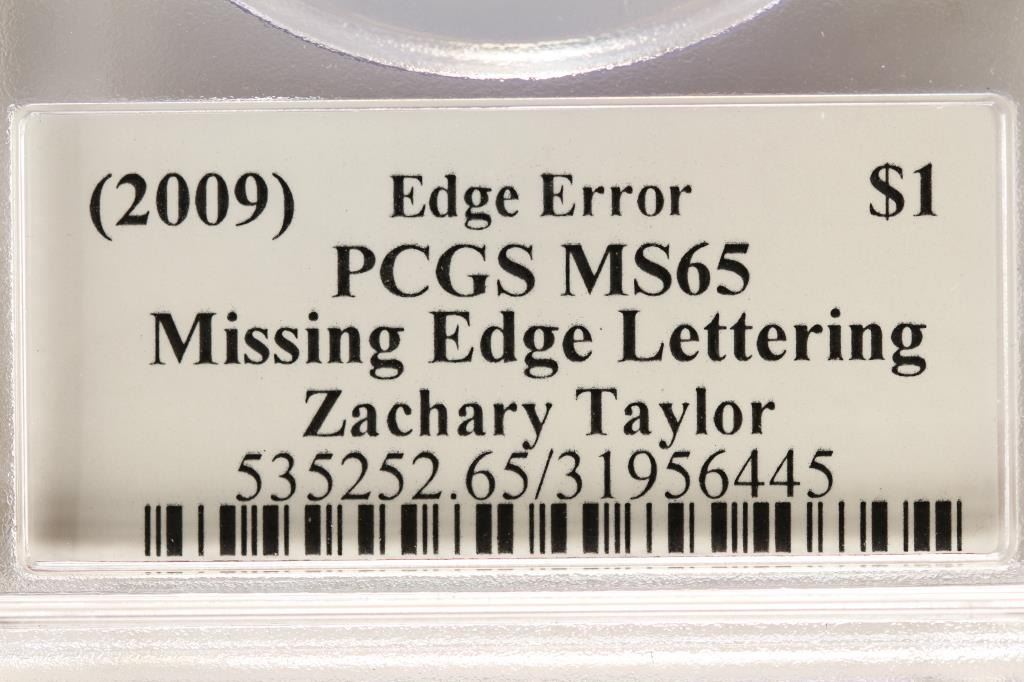 (2009) Edge Error $1
PCGS MS65
Missing Edge Lettering
Zachary Taylor
535252.65/31956445